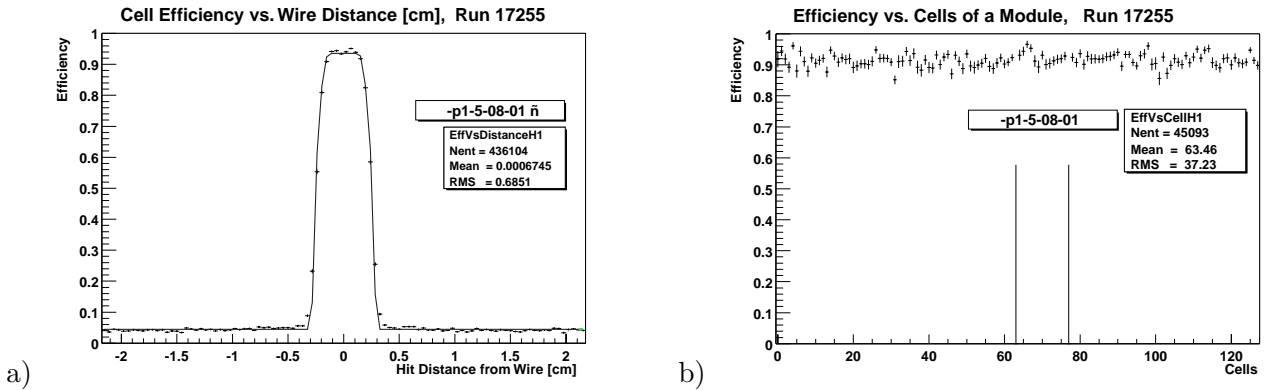 Cell Efficiency vs. Wire Distance [cm], Run 17255
Efficiency
1
0.9
0.8
0.7
0.6
0.5
0.4
0.3
0.2
0.1
0
-p1-5-08-01 ñ
EffVsDistanceH1
Nent = 436104
Mean = 0.0006745
RMS = 0.6851
-2 -1.5 -1 -0.5 0 0.5 1 1.5 2
Hit Distance from Wire [cm]
a)
Efficiency vs. Cells of a Module, Run 17255
Efficiency
1
0.9
0.8
0.7
0.6
0.5
0.4
0.3
0.2
0.1
0
-p1-5-08-01
EffVsCellH1
Nent = 45093
Mean = 63.46
RMS = 37.23
0 20 40 60 80 100 120
Cells
b)